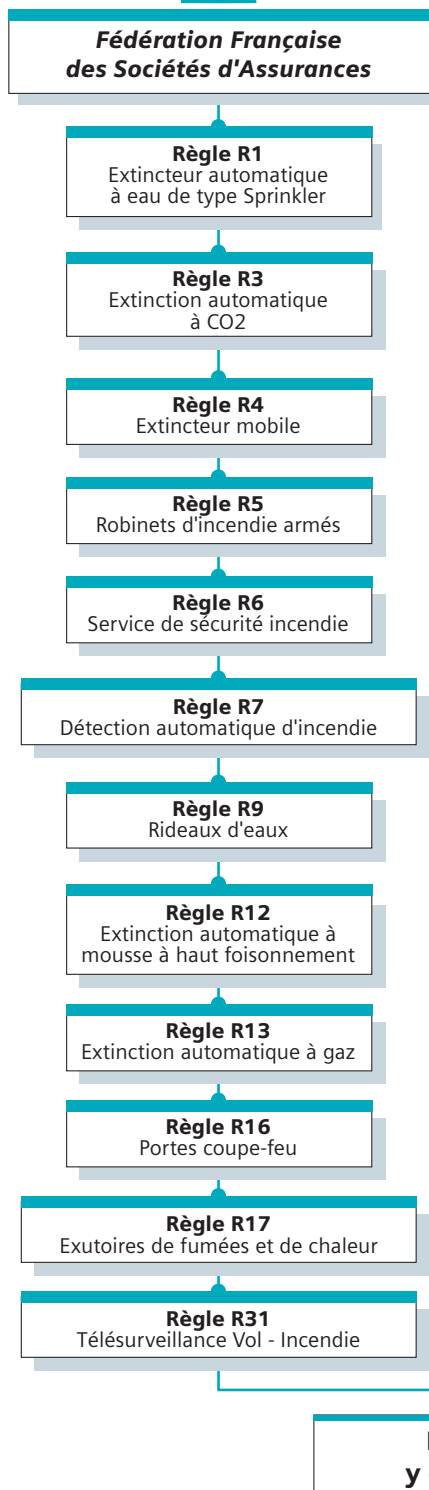 Fédération Française
des Sociétés d'Assurances
Règle R1
Extincteur automatique
à eau de type Sprinkler
Règle R3
Extinction automatique
à CO2
Règle R4
Extincteur mobile
Règle R5
Robinets d'incendie armés
Règle R6
Service de sécurité incendie
Règle R7
Détection automatique d'incendie
Règle R9
Rideaux d'eaux
Règle R12
Extinction automatique à
mousse à haut foisonnement
Règle R13
Extinction automatique à gaz
Règle R16
Portes coupe-feu
Règle R17
Exutoires de fumées et de chaleur
Règle R31
Télésurveillance Vol - Incendie
y